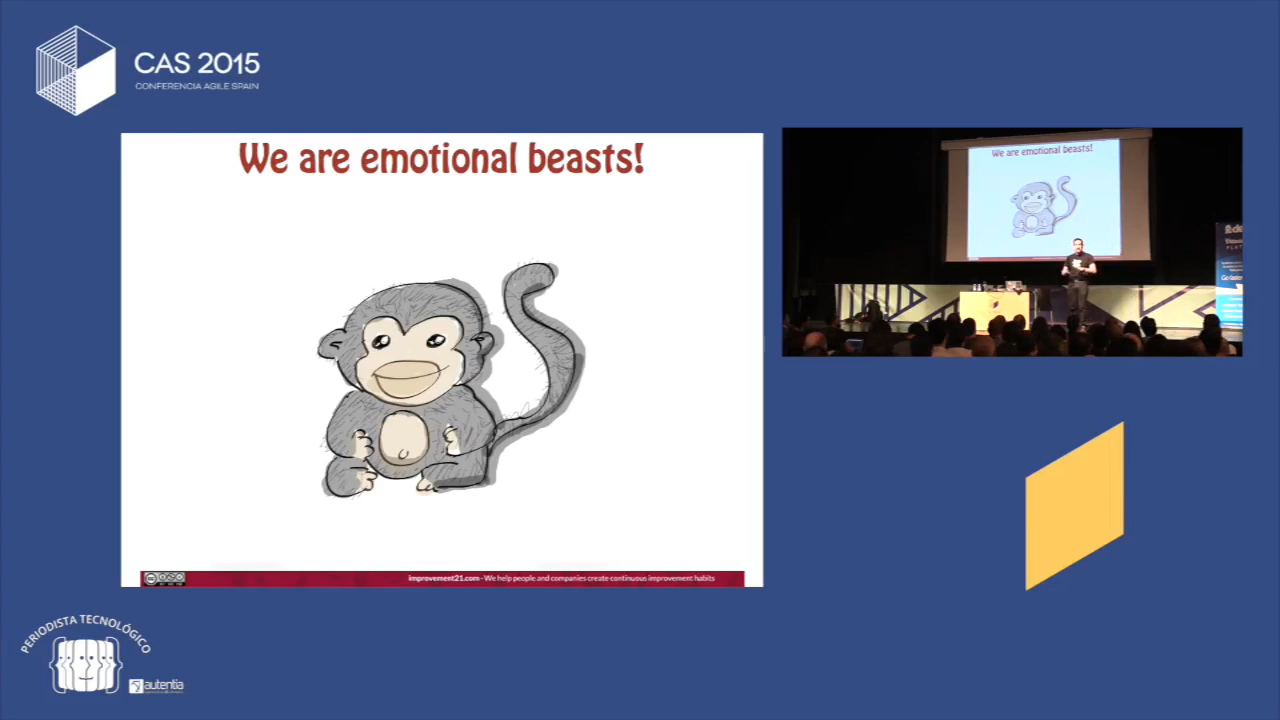 CAS 2015
CONFERENCIA AGILE SPAIN
We are emotional beasts!
We are emotional beasts!
improvement21.com - We help people and companies create continuous improvement habits
PERIODISTA TECNOLÓGICO
autentia